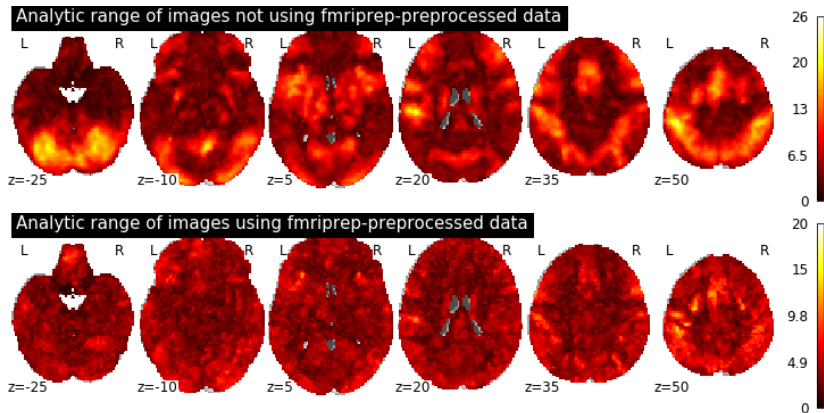 Analytic range of images not using fmriprep-preprocessed data
L R L R L R L R L R L R
26
20
13
6.5
0
z=-25 z=-10 z=5 z=20 z=35 z=50
Analytic range of images using fmriprep-preprocessed data
L R L R L R L R L R L R
20
15
9.8
4.9
0
z=-25 z=-10 z=5 z=20 z=35 z=50